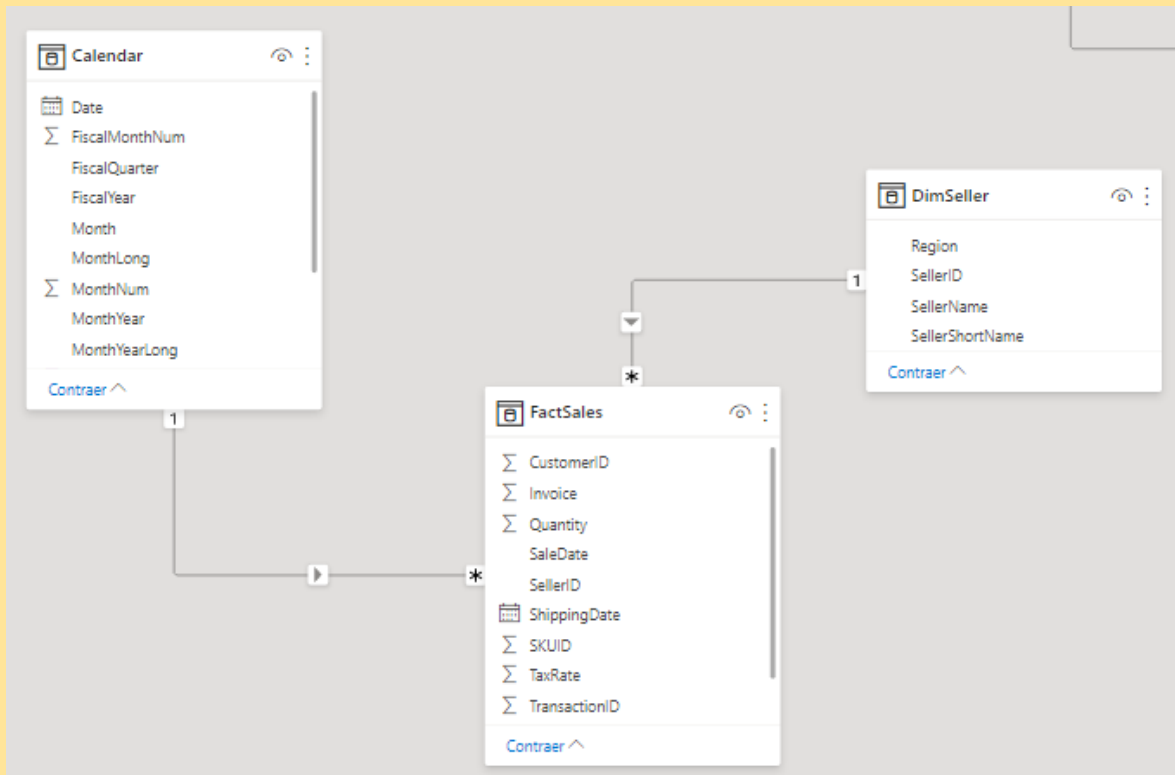 Calendar
Date
FiscalMonthNum
FiscalQuarter
FiscalYear
Month
MonthLong
MonthNum
MonthYear
MonthYearLong
Contraer
1
DimSeller
Region
SellerID
SellerName
SellerShortName
Contraer
1
*
FactSales
CustomerID
Invoice
Quantity
SaleDate
SellerID
ShippingDate
SKUID
TaxRate
TransactionID
Contraer
*